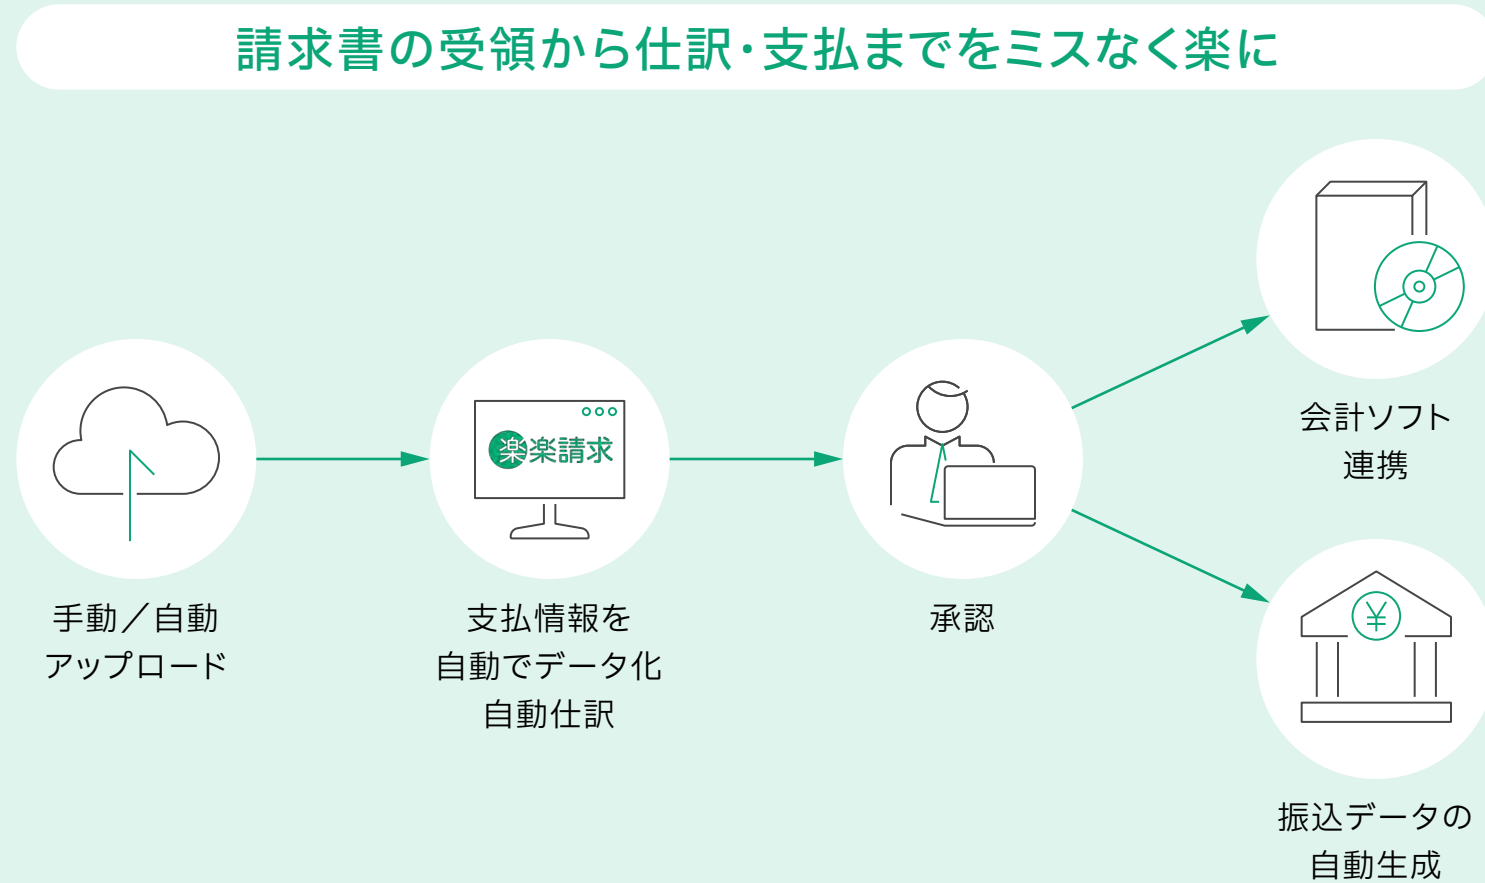 請求書の受領から仕訳・支払までをミスなく楽に
手動／自動
アップロード
楽楽請求
支払情報を
自動でデータ化
自動仕訳
承認
会計ソフト
連携
¥
振込データの
自動生成